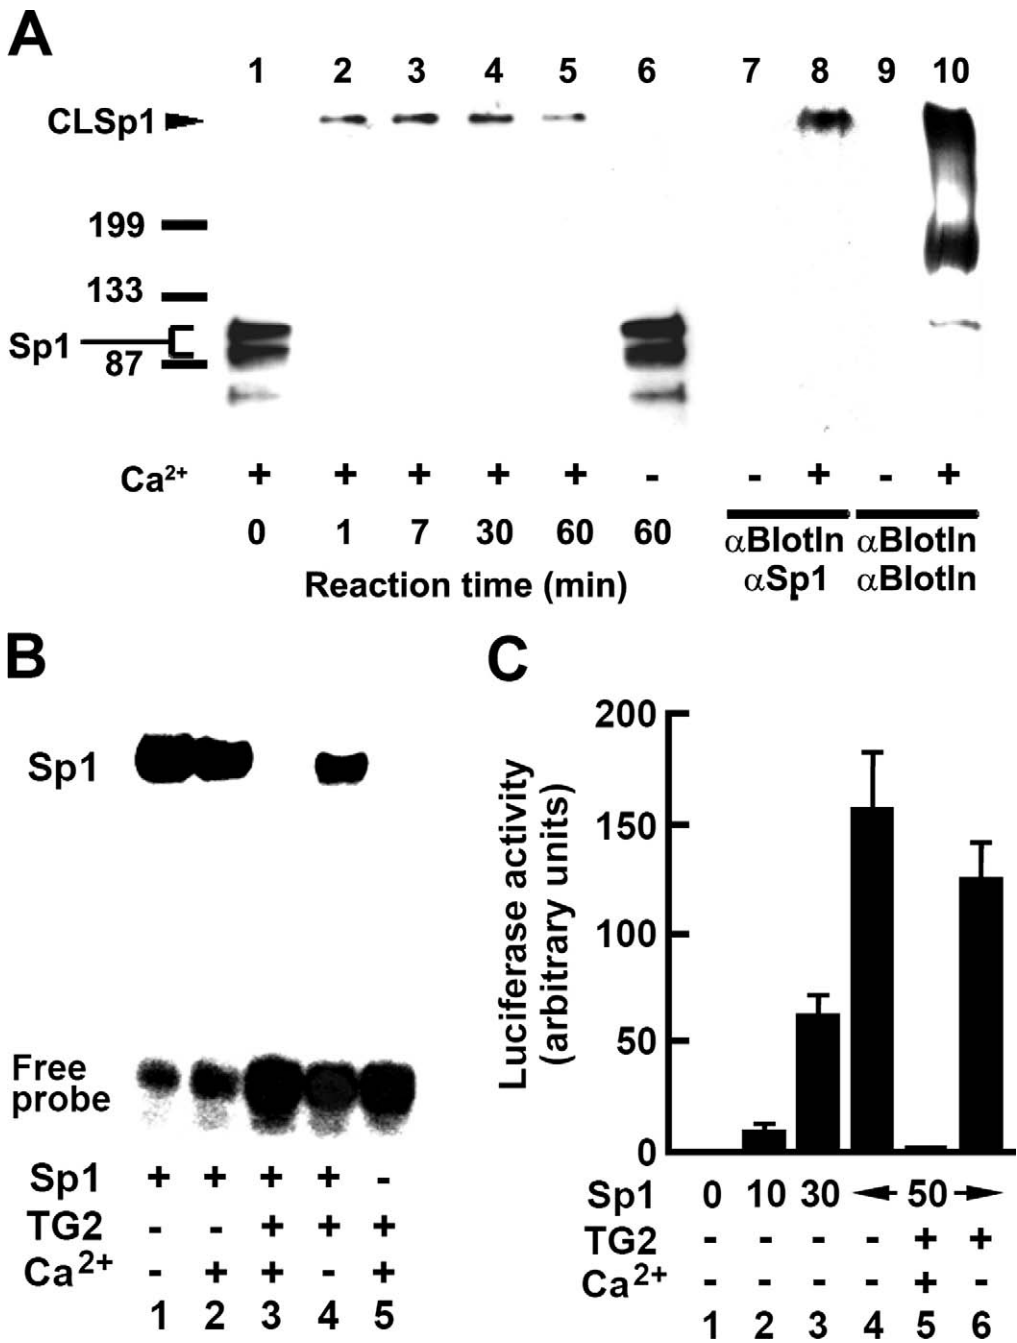 A
1 2 3 4 5 6 7 8 9 10
CLSp1
199
133
Sp1
87
Ca²⁺ + + + + + - - + - +
0 1 7 30 60 60
Reaction time (min)
αBlotIn αBlotIn
αSp1 αBlotIn
B
Sp1
Free
probe
Sp1 + + + + -
TG2 - - + + +
Ca²⁺ - + + - +
1 2 3 4 5
C
Luciferase activity
(arbitrary units)
200
150
100
50
0
Sp1 0 10 30 50
TG2 - - - - + +
Ca²⁺ - - - - + -
1 2 3 4 5 6